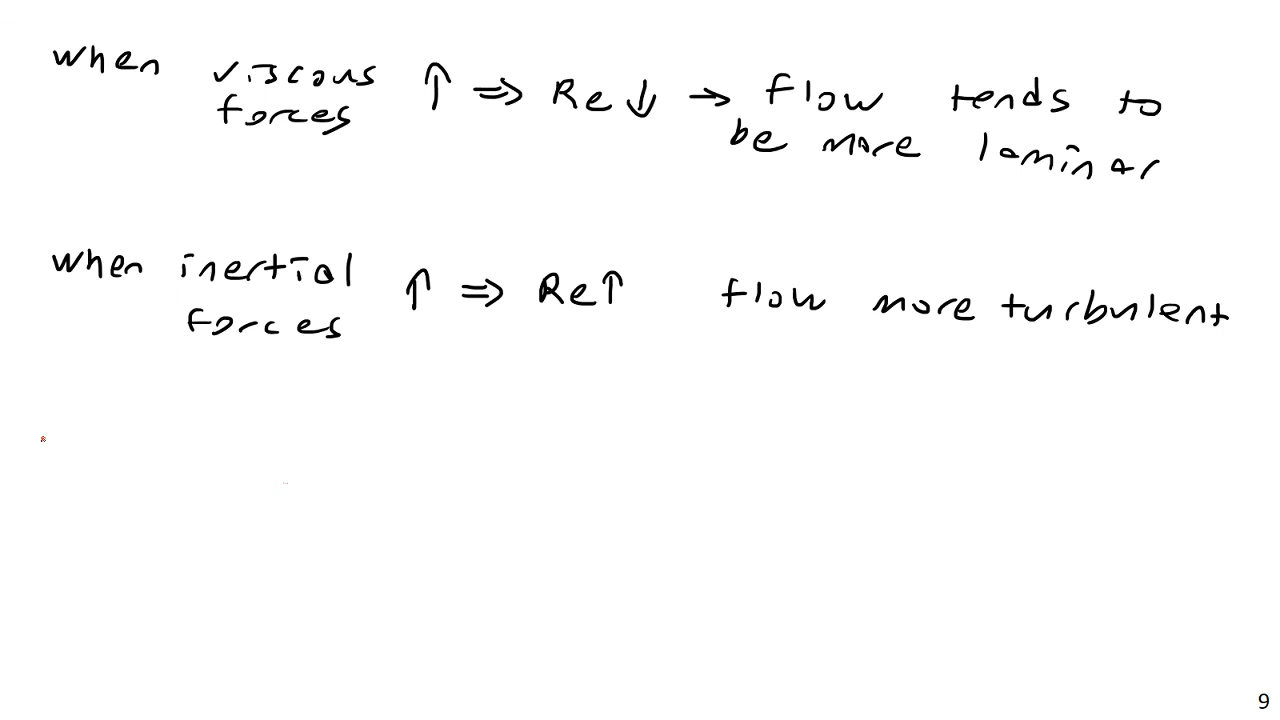 when viscous forces ↑ ⇒ Re ↓ → flow tends to be more laminar
when inertial forces ↑ ⇒ Re ↑ flow more turbulent
9